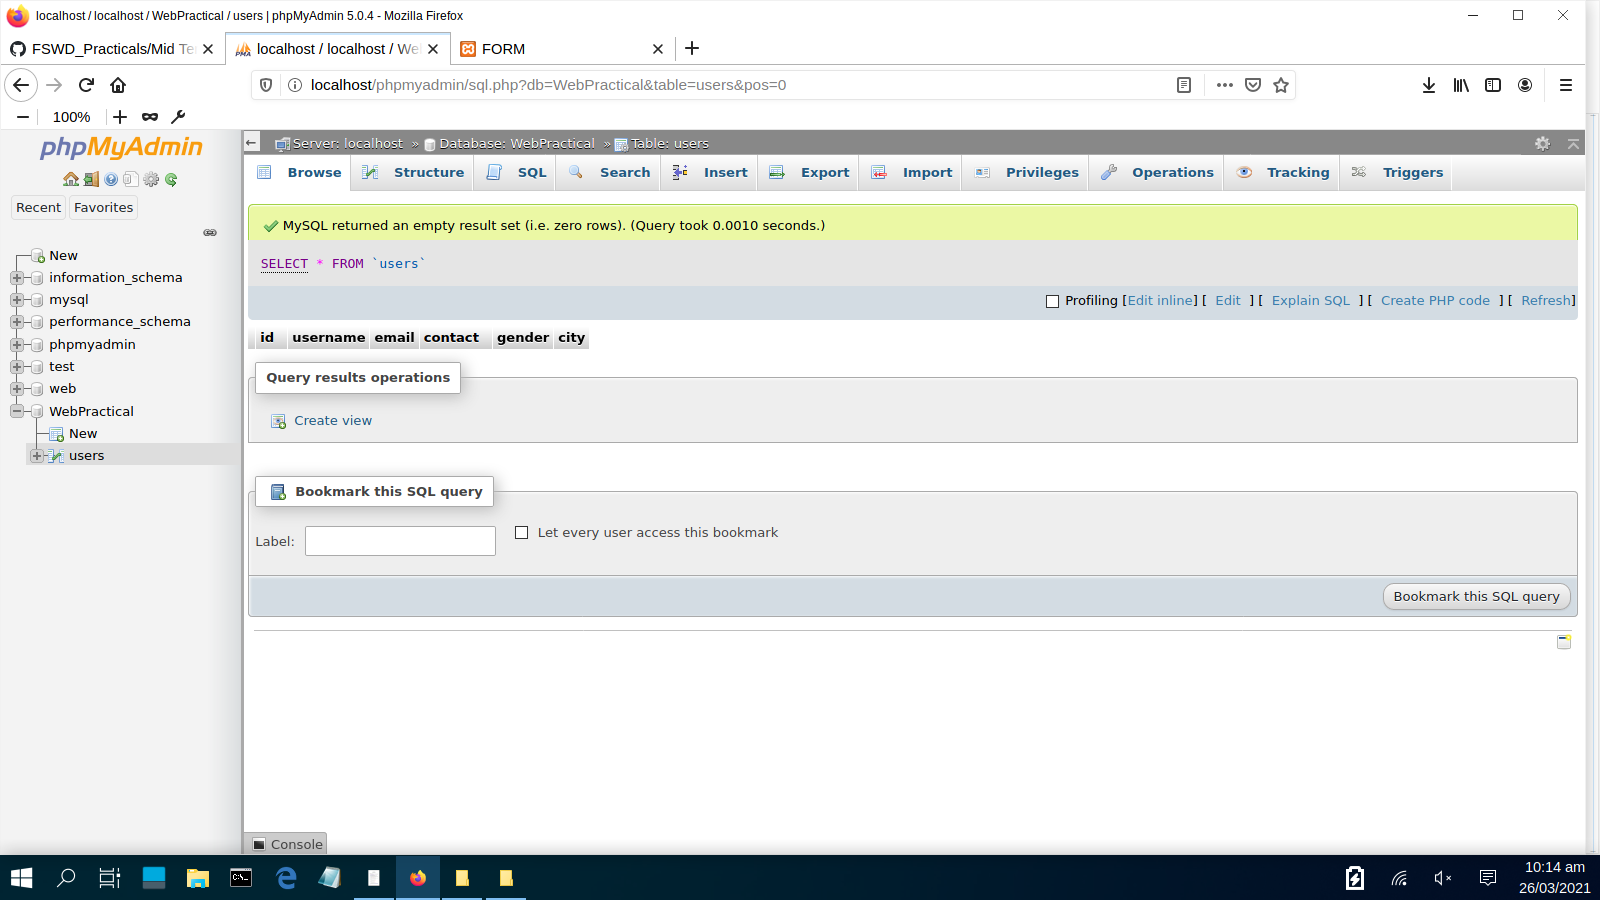 localhost / localhost / WebPractical / users | phpMyAdmin 5.0.4 - Mozilla Firefox
FSWD_Practicals/Mid Te
localhost / localhost / We
FORM
localhost/phpmyadmin/sql.php?db=WebPractical&table=users&pos=0
100%
phpMyAdmin
Recent Favorites
New
information_schema
mysql
performance_schema
phpmyadmin
test
web
WebPractical
New
users
Server: localhost » Database: WebPractical » Table: users
Browse Structure SQL Search Insert Export Import Privileges Operations Tracking Triggers
MySQL returned an empty result set (i.e. zero rows). (Query took 0.0010 seconds.)
SELECT * FROM `users`
Profiling [Edit inline] [ Edit ] [ Explain SQL ] [ Create PHP code ] [ Refresh]
id username email contact gender city
Query results operations
Create view
Bookmark this SQL query
Label:
Let every user access this bookmark
Bookmark this SQL query
Console
10:14 am
26/03/2021